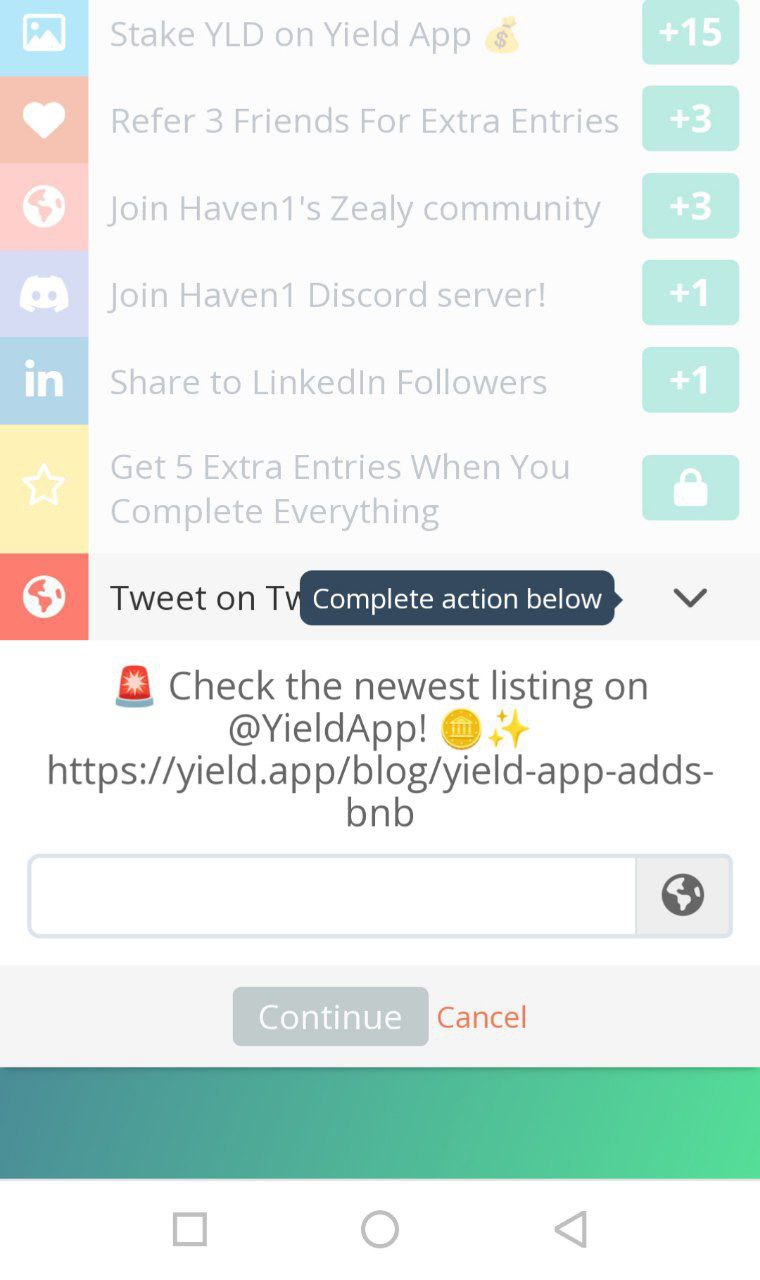 Stake YLD on Yield App 💰
+15
Refer 3 Friends For Extra Entries
+3
Join Haven1's Zealy community
+3
Join Haven1 Discord server!
+1
in
Share to LinkedIn Followers
+1
Get 5 Extra Entries When You
Complete Everything
Tweet on Tw
Complete action below
🚨 Check the newest listing on
@YieldApp! 🪙✨
https://yield.app/blog/yield-app-adds-
bnb
Continue
Cancel